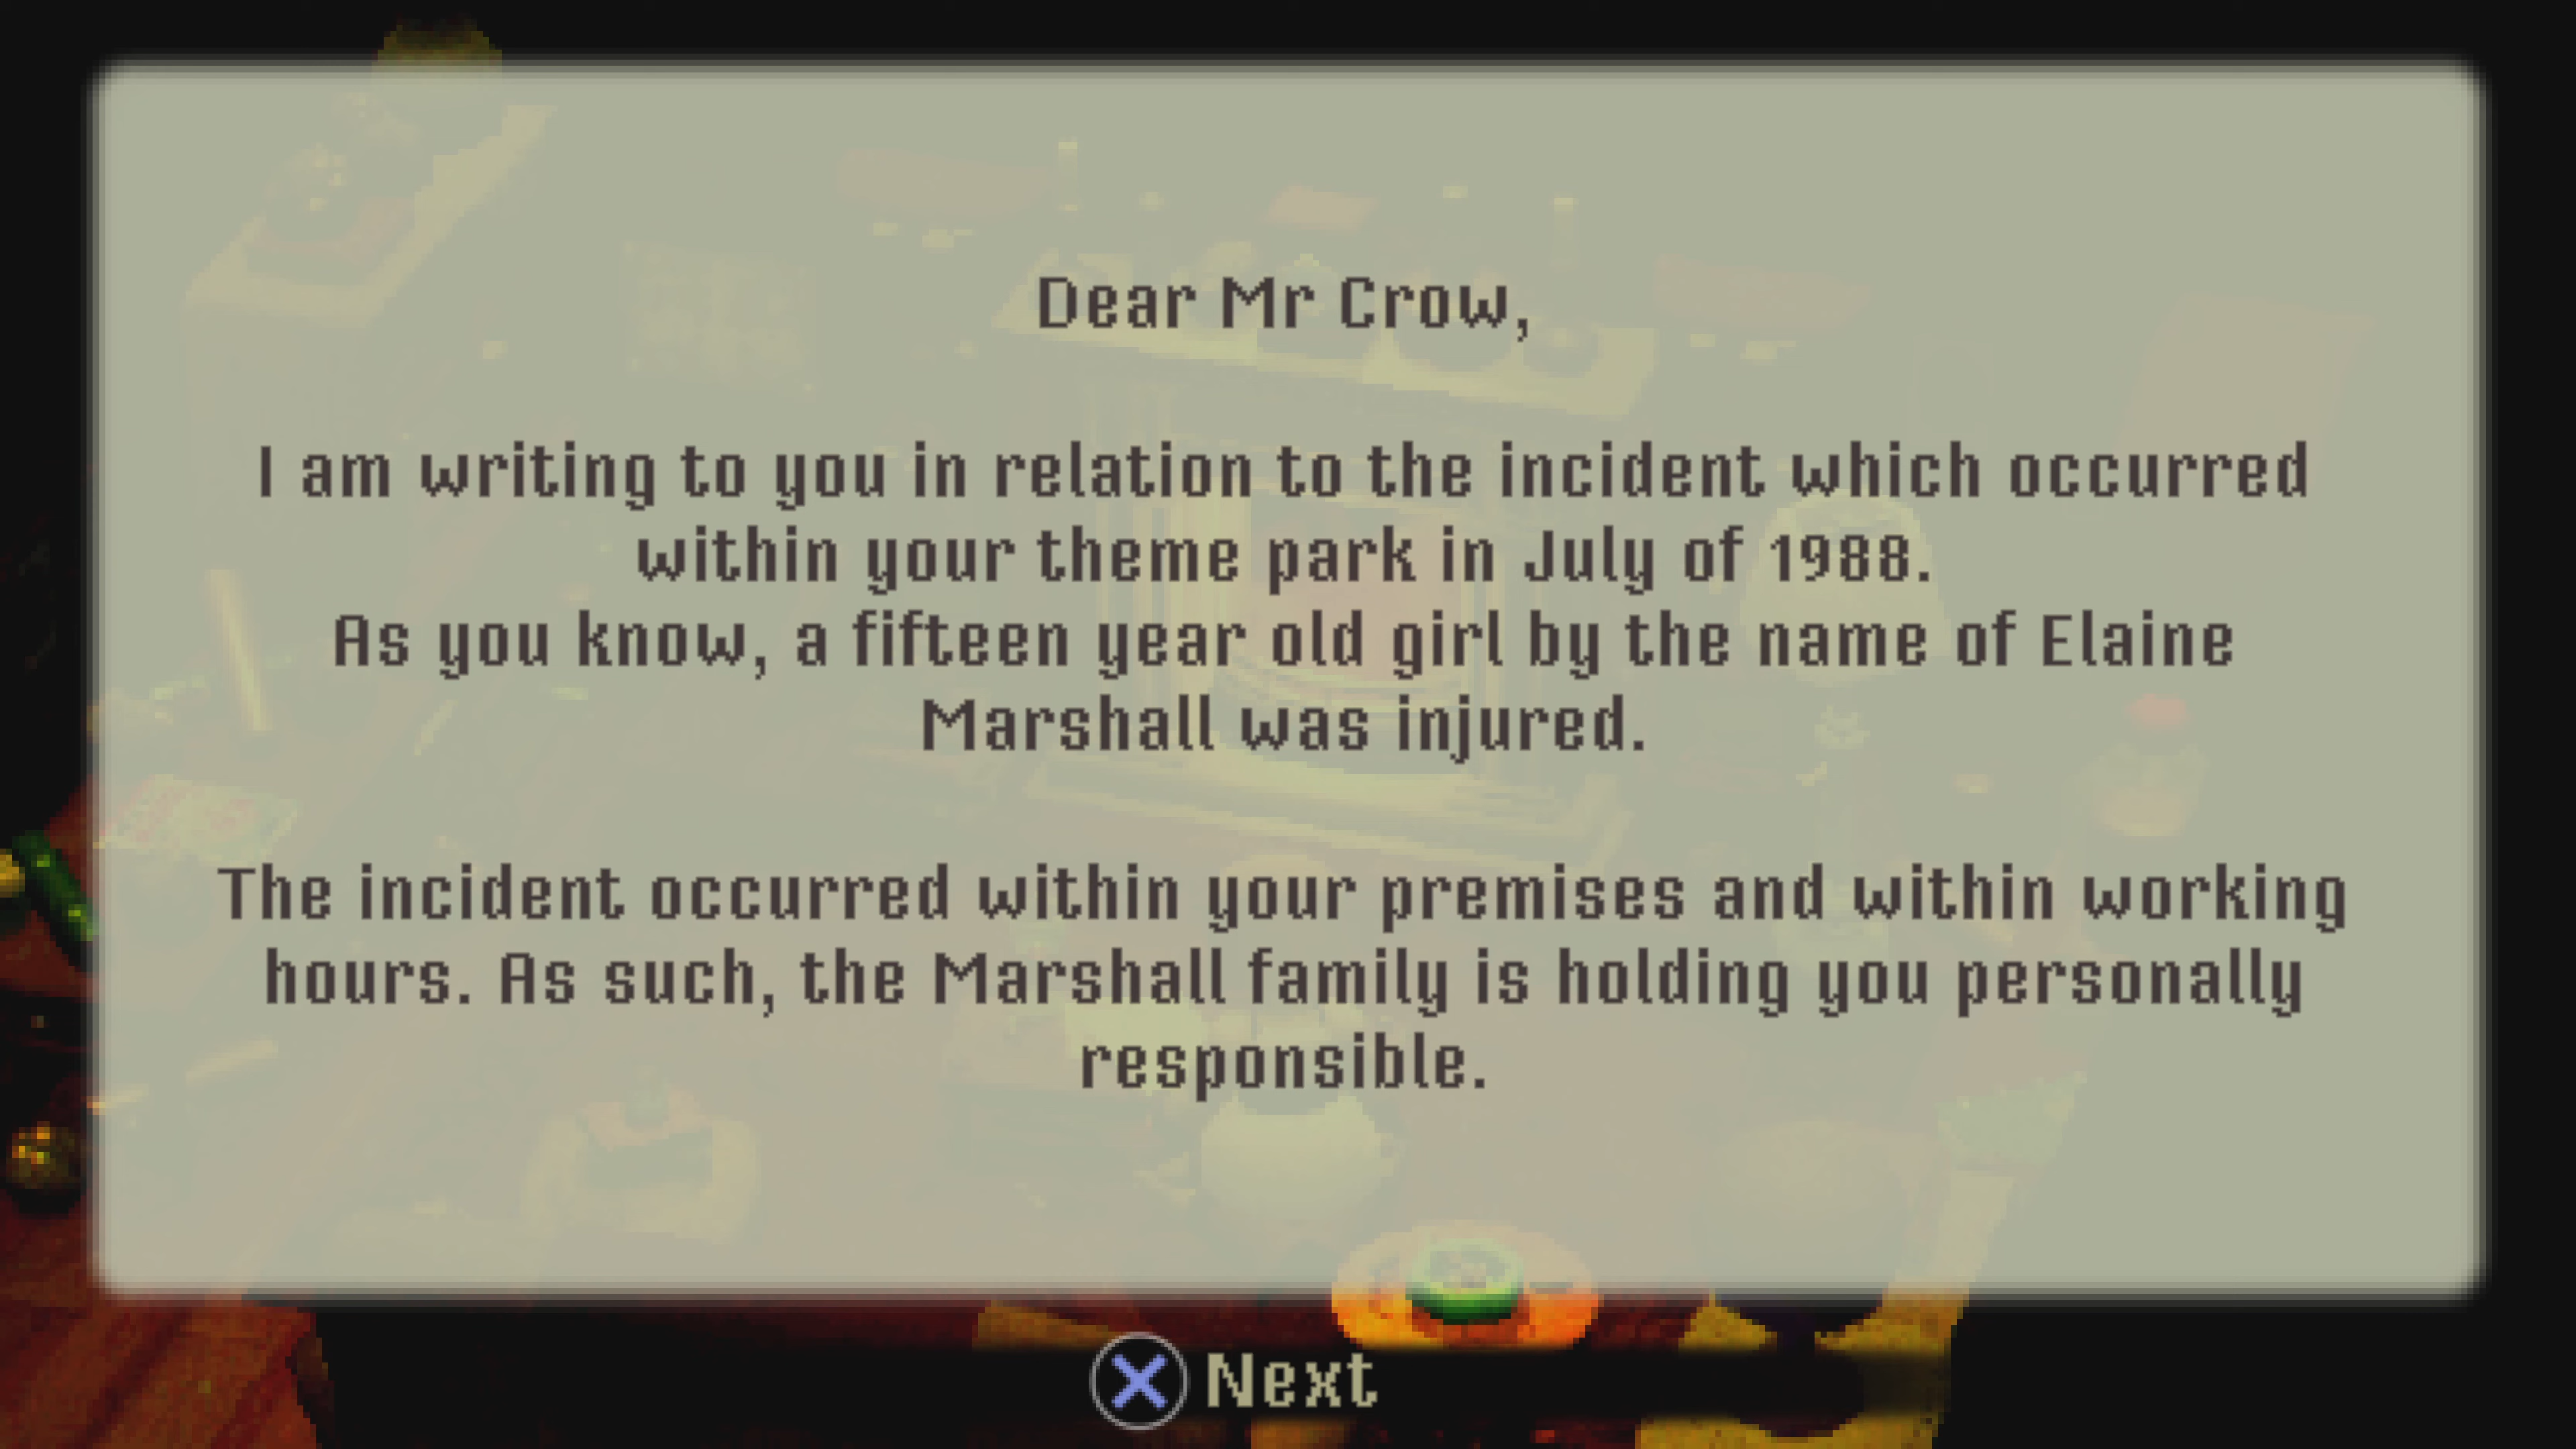 Dear Mr Crow,
I am writing to you in relation to the incident which occurred
within your theme park in July of 1988.
As you know, a fifteen year old girl by the name of Elaine
Marshall was injured.
The incident occurred within your premises and within working
hours. As such, the Marshall family is holding you personally
responsible.
Next